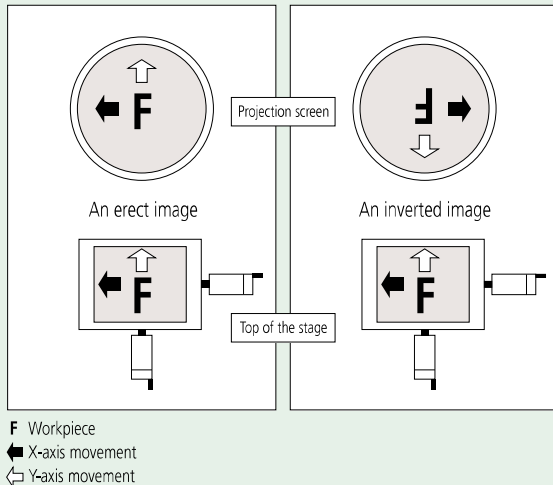 F
Projection screen
An erect image
An inverted image
F
F
Top of the stage
F Workpiece
X-axis movement
Y-axis movement